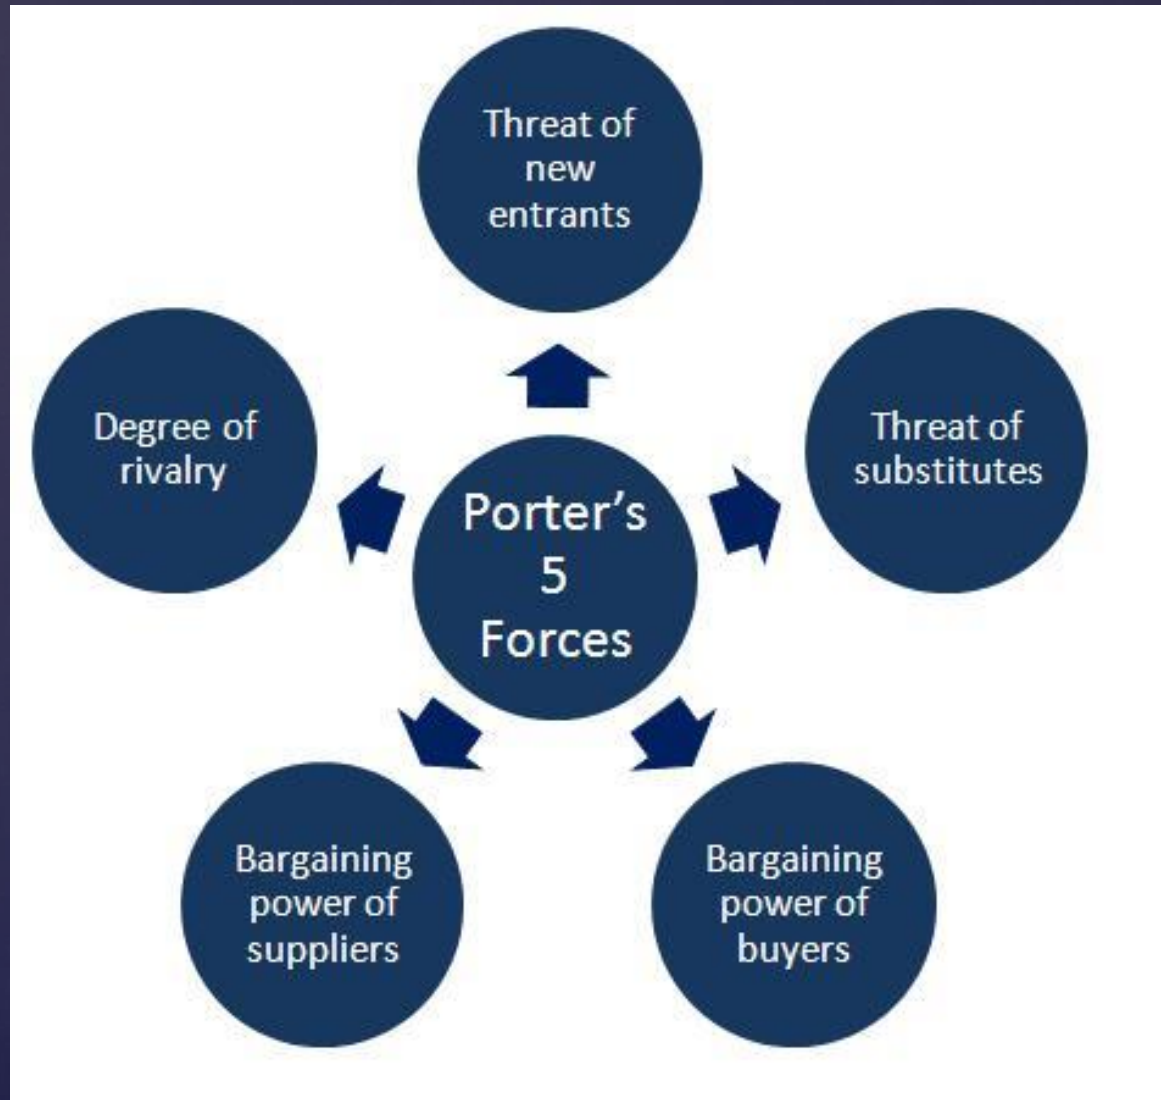 Threat of
new
entrants
Degree of
rivalry
Threat of
substitutes
Porter’s
5
Forces
Bargaining
power of
suppliers
Bargaining
power of
buyers